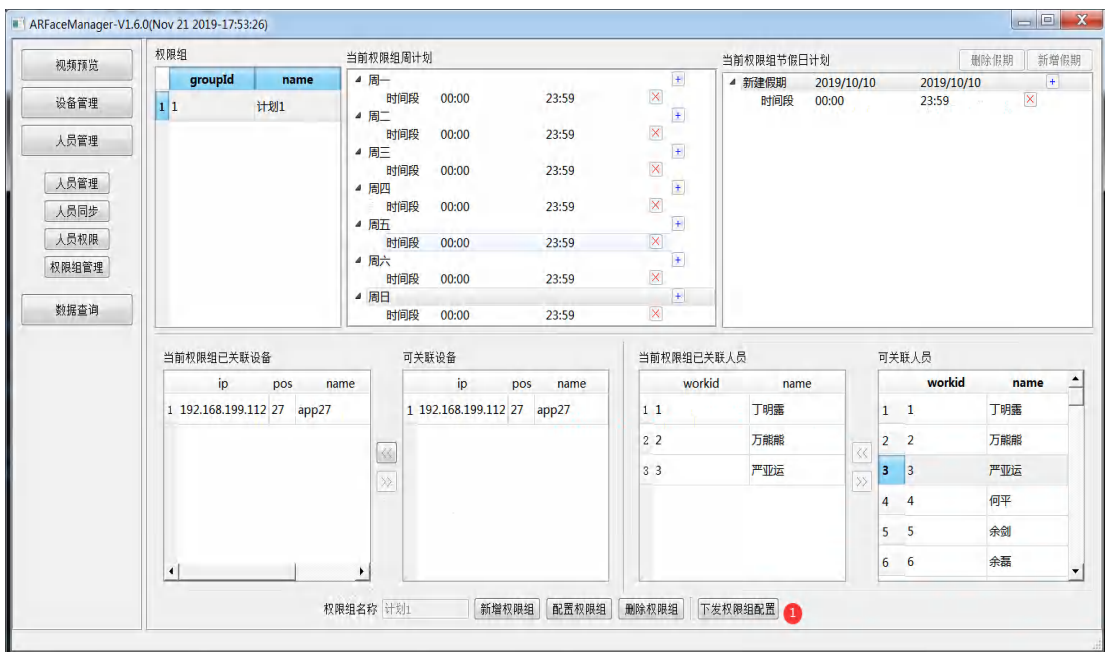 ARFaceManager-V1.6.0(Nov 21 2019-17:53:26)
视频预览
设备管理
人员管理
人员管理
人员同步
人员权限
权限组管理
数据查询
权限组
groupId name
1 1 计划1
当前权限组周计划
周一 +
时间段 00:00 23:59
周二 +
时间段 00:00 23:59
周三 +
时间段 00:00 23:59
周四 +
时间段 00:00 23:59
周五 +
时间段 00:00 23:59
周六 +
时间段 00:00 23:59
周日 +
时间段 00:00 23:59
当前权限组节假日计划 删除假期 新增假期
新建假期 2019/10/10 2019/10/10 +
时间段 00:00 23:59
当前权限组已关联设备
ip pos name
1 192.168.199.112 27 app27
<<
>>
可关联设备
ip pos name
1 192.168.199.112 27 app27
当前权限组已关联人员
workid name
1 1 丁明露
2 2 万能能
3 3 严亚运
<<
>>
可关联人员
workid name
1 1 丁明露
2 2 万能能
3 3 严亚运
4 4 何平
5 5 余剑
6 6 余磊
权限组名称 计划1 新增权限组 配置权限组 删除权限组 下发权限组配置 1